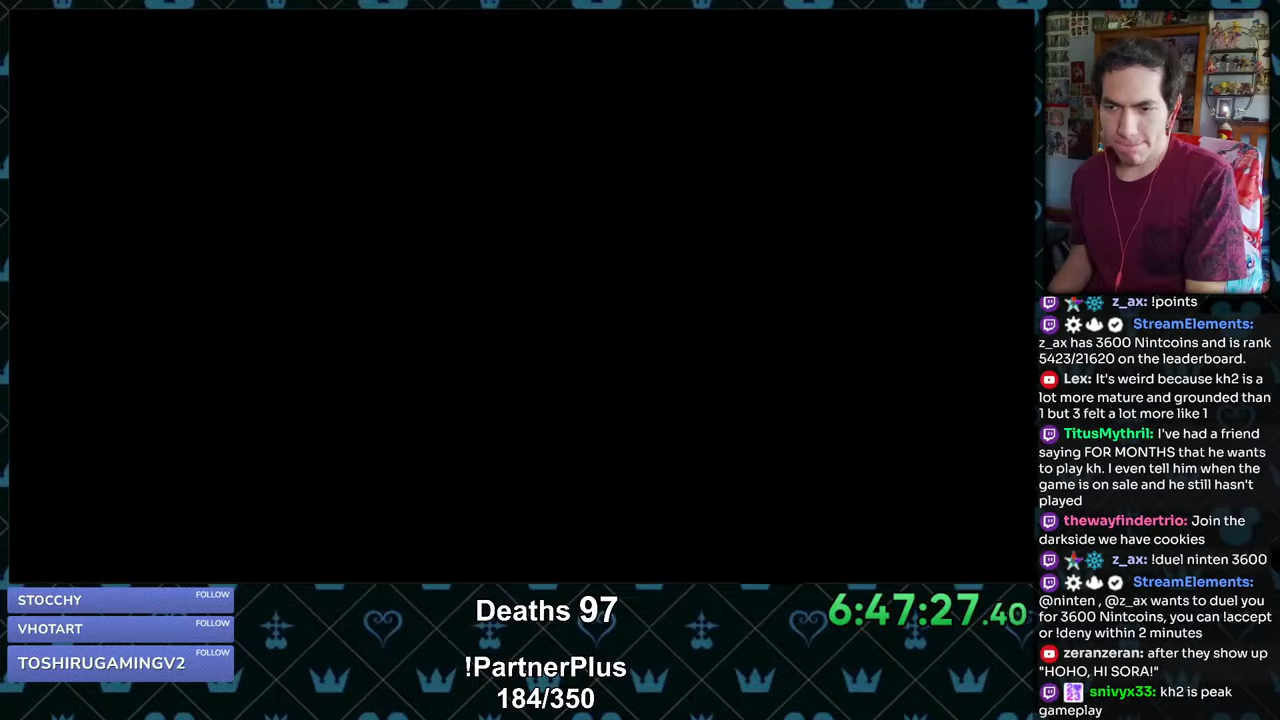 z_ax: !points
StreamElements:
z_ax has 3600 Nintcoins and is rank
5423/21620 on the leaderboard.
Lex: It's weird because kh2 is a
lot more mature and grounded than
1 but 3 felt a lot more like 1
TitusMythril: I've had a friend
saying FOR MONTHS that he wants
to play kh. I even tell him when the
game is on sale and he still hasn't
played
thewayfindertrio: Join the
darkside we have cookies
z_ax: !duel ninten 3600
StreamElements:
@ninten , @z_ax wants to duel you
for 3600 Nintcoins, you can !accept
or !deny within 2 minutes
zeranzeran: after they show up
"HOHO, HI SORA!"
snivyx33: kh2 is peak
gameplay
STOCCHY FOLLOW
VHOTART FOLLOW
TOSHIRUGAMINGV2 FOLLOW
Deaths 97
!PartnerPlus
184/350
6:47:27.40